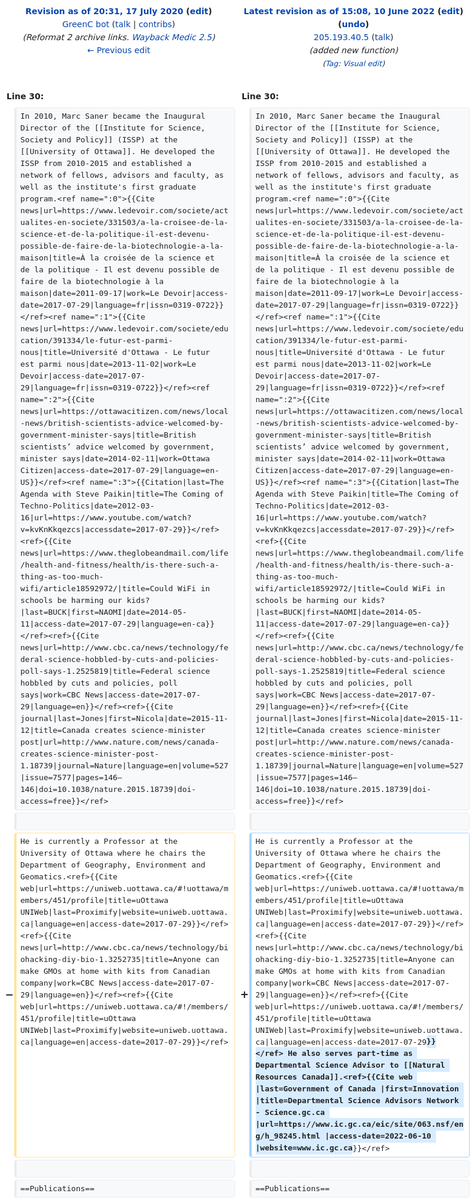 Revision as of 20:31, 17 July 2020 (edit)
GreenC bot (talk | contribs)
(Reformat 2 archive links. Wayback Medic 2.5)
← Previous edit
Latest revision as of 15:08, 10 June 2022 (edit)
(undo)
205.193.40.5 (talk)
(added new function)
(Tag: Visual edit)
Line 30:
In 2010, Marc Saner became the Inaugural
Director of the [[Institute for Science,
Society and Policy]] (ISSP) at the
[[University of Ottawa]]. He developed the
ISSP from 2010-2015 and established a
network of fellows, advisors and faculty, as
well as the institute's first graduate
program.<ref name=":0">{{Cite
news|url=https://www.ledevoir.com/societe/act
ualites-en-societe/331503/a-la-croisee-de-la-
science-et-de-la-politique-il-est-devenu-
possible-de-faire-de-la-biotechnologie-a-la-
maison|title=À la croisée de la science et
de la politique - Il est devenu possible de
faire de la biotechnologie à la
maison|date=2011-09-17|work=Le Devoir|access-
date=2017-07-29|language=fr|issn=0319-0722}}
</ref><ref name=":1">{{Cite
news|url=https://www.ledevoir.com/societe/edu
cation/391334/le-futur-est-parmi-
nous|title=Université d'Ottawa - Le futur
est parmi nous|date=2013-11-02|work=Le
Devoir|access-date=2017-07-
29|language=fr|issn=0319-0722}}</ref><ref
name=":2">{{Cite
news|url=https://ottawacitizen.com/news/local
-news/british-scientists-advice-welcomed-by-
government-minister-says|title=British
scientists’ advice welcomed by government,
minister says|date=2014-02-11|work=Ottawa
Citizen|access-date=2017-07-29|language=en-
US}}</ref><ref name=":3">{{Citation|last=The
Agenda with Steve Paikin|title=The Coming of
Techno-Politics|date=2012-03-
16|url=https://www.youtube.com/watch?
v=kvKnKkqezcs|accessdate=2017-07-29}}</ref>
<ref>{{Cite
news|url=https://www.theglobeandmail.com/life
/health-and-fitness/health/is-there-such-a-
thing-as-too-much-
wifi/article18592972/|title=Could WiFi in
schools be harming our kids?
|last=BUCK|first=NAOMI|date=2014-05-
11|access-date=2017-07-29|language=en-ca}}
</ref><ref>{{Cite
news|url=http://www.cbc.ca/news/technology/fe
deral-science-hobbled-by-cuts-and-policies-
poll-says-1.2525819|title=Federal science
hobbled by cuts and policies, poll
says|work=CBC News|access-date=2017-07-
29|language=en}}</ref><ref>{{Cite
journal|last=Jones|first=Nicola|date=2015-11-
12|title=Canada creates science-minister
post|url=http://www.nature.com/news/canada-
creates-science-minister-post-
1.18739|journal=Nature|language=en|volume=527
|issue=7577|pages=146–
146|doi=10.1038/nature.2015.18739|doi-
access=free}}</ref>
−
He is currently a Professor at the
University of Ottawa where he chairs the
Department of Geography, Environment and
Geomatics.<ref>{{Cite
web|url=https://uniweb.uottawa.ca/#!uottawa/m
embers/451/profile|title=uOttawa
UNIWeb|last=Proximify|website=uniweb.uottawa.
ca|language=en|access-date=2017-07-29}}</ref>
<ref>{{Cite
news|url=http://www.cbc.ca/news/technology/bi
ohacking-diy-bio-1.3252735|title=Anyone can
make GMOs at home with kits from Canadian
company|work=CBC News|access-date=2017-07-
29|language=en}}</ref><ref>{{Cite
web|url=https://uniweb.uottawa.ca/#!/members/
451/profile|title=uOttawa
UNIWeb|last=Proximify|website=uniweb.uottawa.
ca|language=en|access-date=2017-07-29}}</ref>
==Publications==
Line 30:
In 2010, Marc Saner became the Inaugural
Director of the [[Institute for Science,
Society and Policy]] (ISSP) at the
[[University of Ottawa]]. He developed the
ISSP from 2010-2015 and established a
network of fellows, advisors and faculty, as
well as the institute's first graduate
program.<ref name=":0">{{Cite
news|url=https://www.ledevoir.com/societe/act
ualites-en-societe/331503/a-la-croisee-de-la-
science-et-de-la-politique-il-est-devenu-
possible-de-faire-de-la-biotechnologie-a-la-
maison|title=À la croisée de la science et
de la politique - Il est devenu possible de
faire de la biotechnologie à la
maison|date=2011-09-17|work=Le Devoir|access-
date=2017-07-29|language=fr|issn=0319-0722}}
</ref><ref name=":1">{{Cite
news|url=https://www.ledevoir.com/societe/edu
cation/391334/le-futur-est-parmi-
nous|title=Université d'Ottawa - Le futur
est parmi nous|date=2013-11-02|work=Le
Devoir|access-date=2017-07-
29|language=fr|issn=0319-0722}}</ref><ref
name=":2">{{Cite
news|url=https://ottawacitizen.com/news/local
-news/british-scientists-advice-welcomed-by-
government-minister-says|title=British
scientists’ advice welcomed by government,
minister says|date=2014-02-11|work=Ottawa
Citizen|access-date=2017-07-29|language=en-
US}}</ref><ref name=":3">{{Citation|last=The
Agenda with Steve Paikin|title=The Coming of
Techno-Politics|date=2012-03-
16|url=https://www.youtube.com/watch?
v=kvKnKkqezcs|accessdate=2017-07-29}}</ref>
<ref>{{Cite
news|url=https://www.theglobeandmail.com/life
/health-and-fitness/health/is-there-such-a-
thing-as-too-much-
wifi/article18592972/|title=Could WiFi in
schools be harming our kids?
|last=BUCK|first=NAOMI|date=2014-05-
11|access-date=2017-07-29|language=en-ca}}
</ref><ref>{{Cite
news|url=http://www.cbc.ca/news/technology/fe
deral-science-hobbled-by-cuts-and-policies-
poll-says-1.2525819|title=Federal science
hobbled by cuts and policies, poll
says|work=CBC News|access-date=2017-07-
29|language=en}}</ref><ref>{{Cite
journal|last=Jones|first=Nicola|date=2015-11-
12|title=Canada creates science-minister
post|url=http://www.nature.com/news/canada-
creates-science-minister-post-
1.18739|journal=Nature|language=en|volume=527
|issue=7577|pages=146–
146|doi=10.1038/nature.2015.18739|doi-
access=free}}</ref>
+
He is currently a Professor at the
University of Ottawa where he chairs the
Department of Geography, Environment and
Geomatics.<ref>{{Cite
web|url=https://uniweb.uottawa.ca/#!uottawa/m
embers/451/profile|title=uOttawa
UNIWeb|last=Proximify|website=uniweb.uottawa.
ca|language=en|access-date=2017-07-29}}</ref>
<ref>{{Cite
news|url=http://www.cbc.ca/news/technology/bi
ohacking-diy-bio-1.3252735|title=Anyone can
make GMOs at home with kits from Canadian
company|work=CBC News|access-date=2017-07-
29|language=en}}</ref><ref>{{Cite
web|url=https://uniweb.uottawa.ca/#!/members/
451/profile|title=uOttawa
UNIWeb|last=Proximify|website=uniweb.uottawa.
ca|language=en|access-date=2017-07-29}}
</ref> He also serves part-time as
Departmental Science Advisor to [[Natural
Resources Canada]].<ref>{{Cite web
|last=Government of Canada |first=Innovation
|title=Departmental Science Advisors Network
- Science.gc.ca
|url=https://www.ic.gc.ca/eic/site/063.nsf/en
g/h_98245.html |access-date=2022-06-10
|website=www.ic.gc.ca}}</ref>
==Publications==